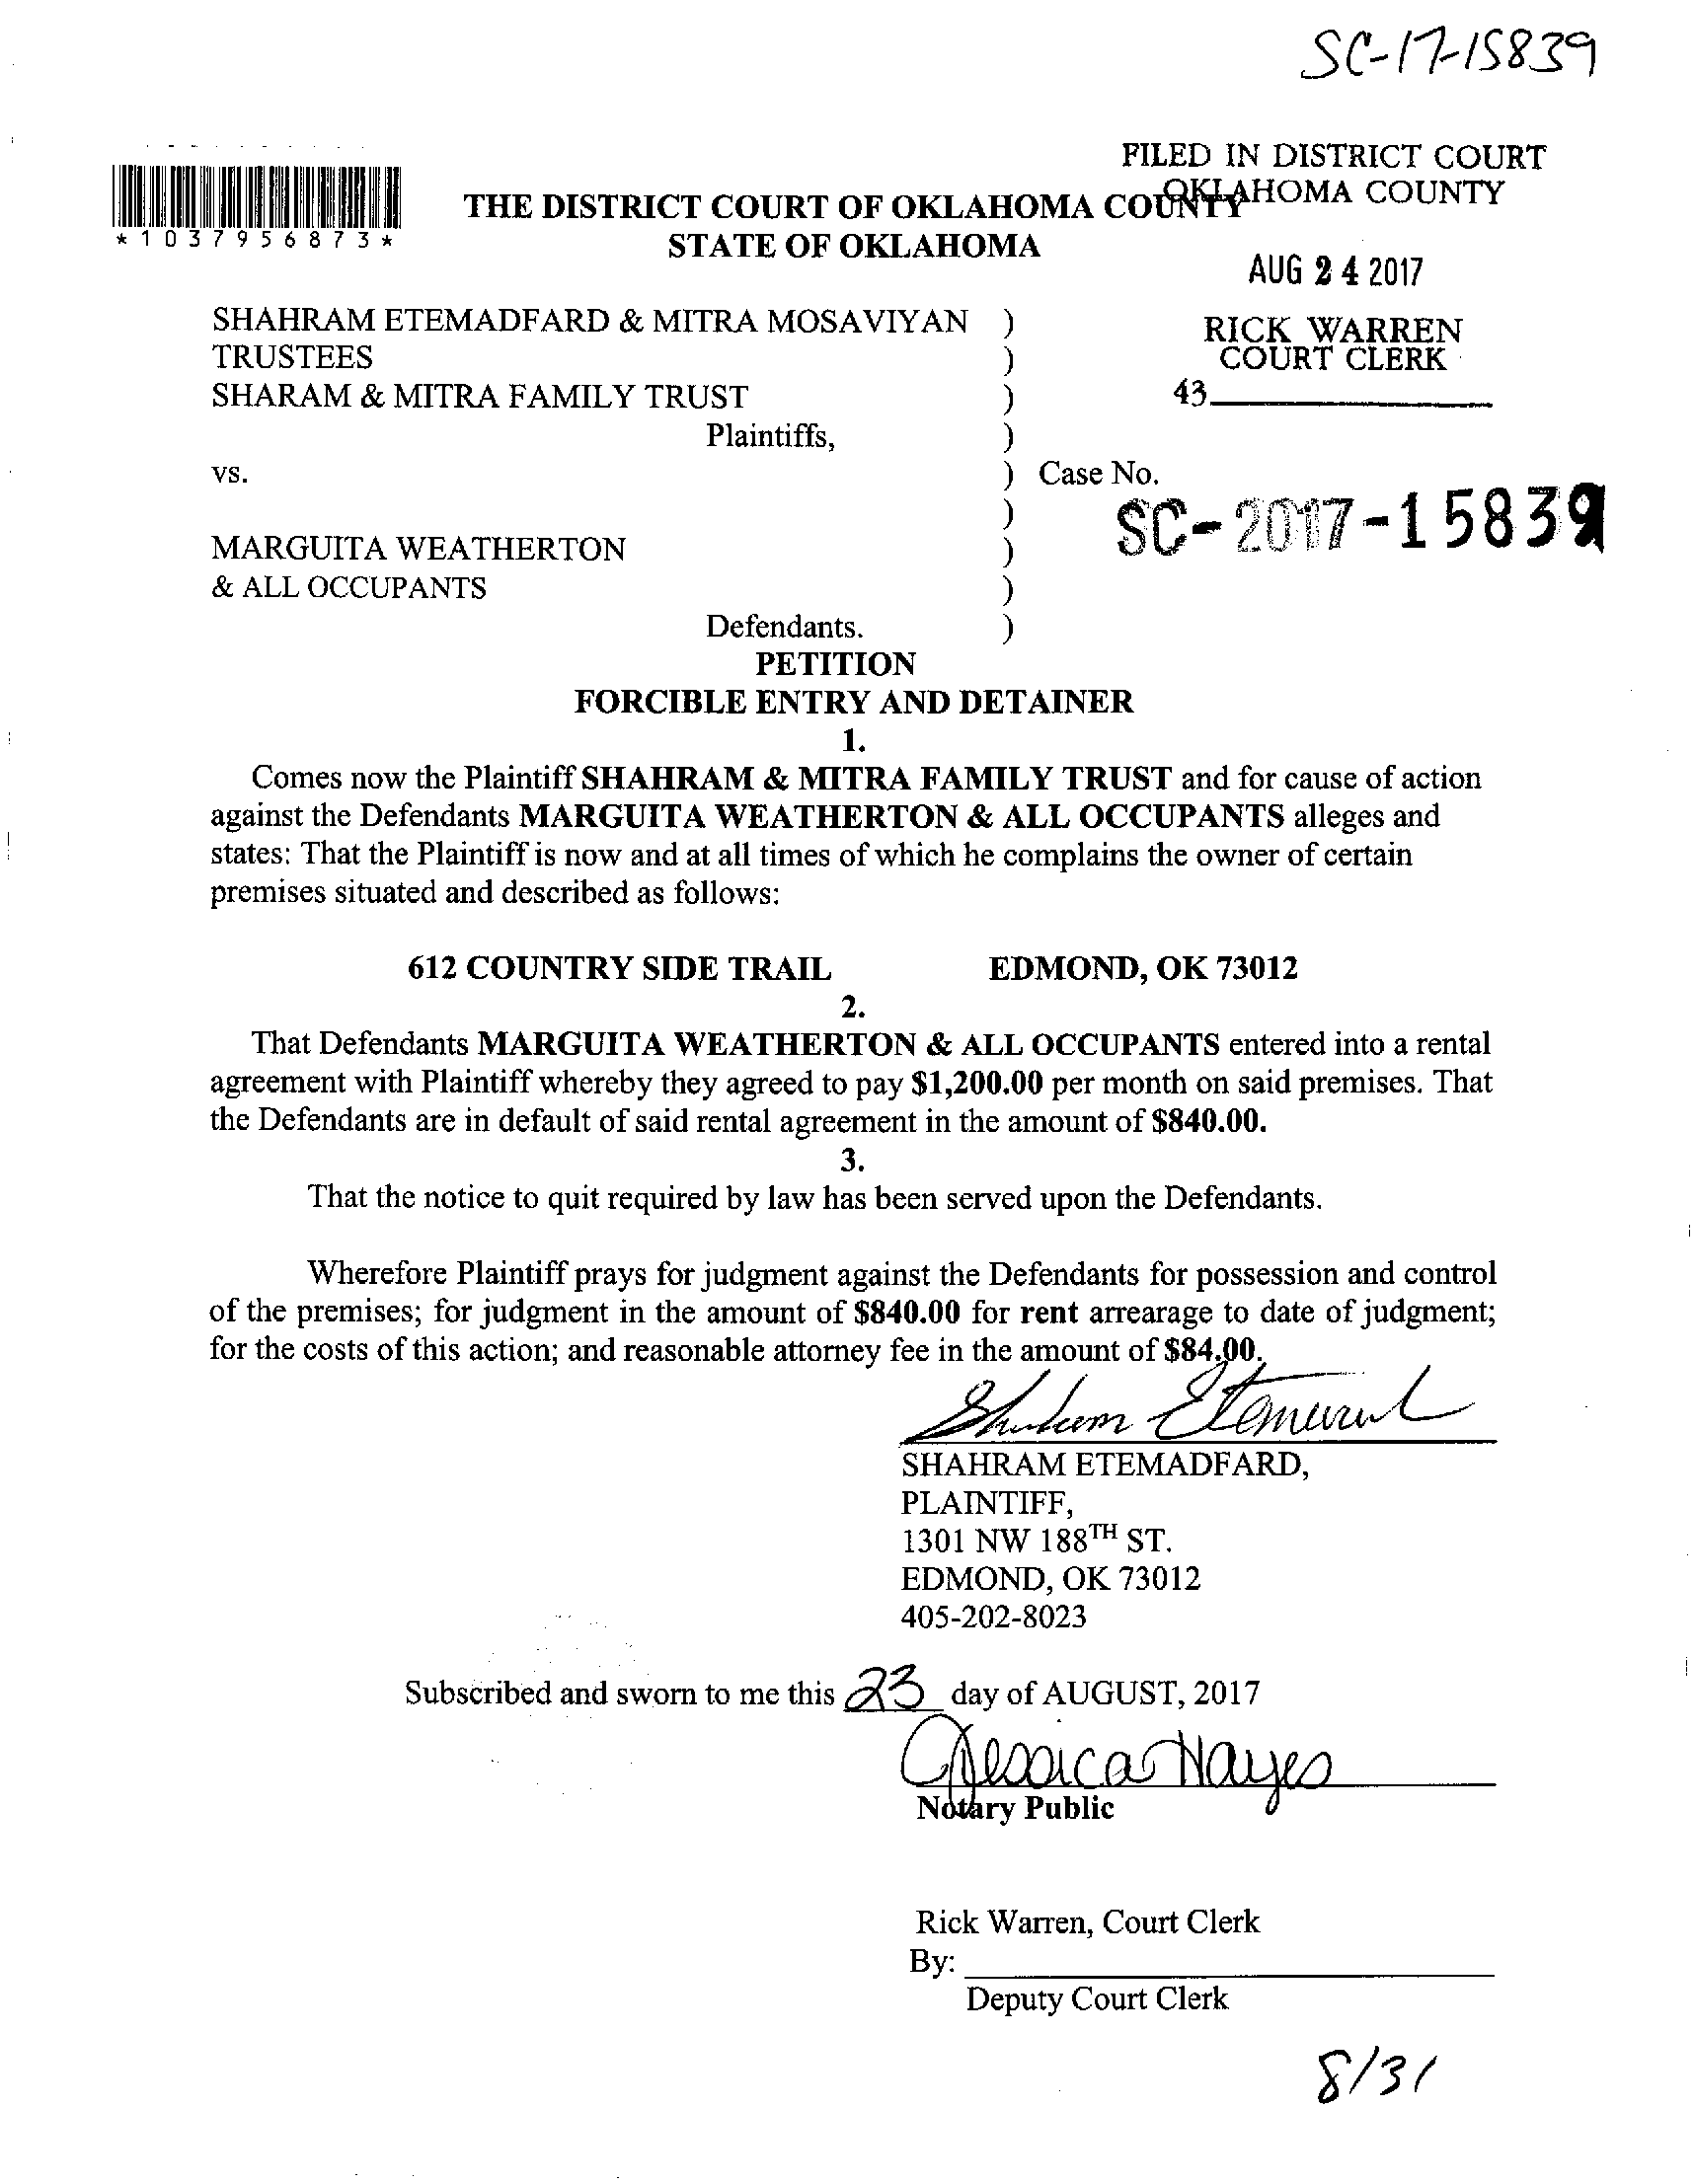 SC-17-15839
FILED IN DISTRICT COURT
OKLAHOMA COUNTY
*1037956873*
THE DISTRICT COURT OF OKLAHOMA COUNTY
STATE OF OKLAHOMA
AUG 24 2017
SHAHRAM ETEMADFARD & MITRA MOSAVIYAN )
TRUSTEES )
SHARAM & MITRA FAMILY TRUST )
Plaintiffs, )
RICK WARREN
COURT CLERK
43
vs. ) Case No.
)
SC-2017-15839
MARGUITA WEATHERTON )
& ALL OCCUPANTS )
Defendants. )
PETITION
FORCIBLE ENTRY AND DETAINER
1.
Comes now the Plaintiff SHAHRAM & MITRA FAMILY TRUST and for cause of action
against the Defendants MARGUITA WEATHERTON & ALL OCCUPANTS alleges and
states: That the Plaintiff is now and at all times of which he complains the owner of certain
premises situated and described as follows:
612 COUNTRY SIDE TRAIL EDMOND, OK 73012
2.
That Defendants MARGUITA WEATHERTON & ALL OCCUPANTS entered into a rental
agreement with Plaintiff whereby they agreed to pay $1,200.00 per month on said premises. That
the Defendants are in default of said rental agreement in the amount of $840.00.
3.
That the notice to quit required by law has been served upon the Defendants.
Wherefore Plaintiff prays for judgment against the Defendants for possession and control
of the premises; for judgment in the amount of $840.00 for rent arrearage to date of judgment;
for the costs of this action; and reasonable attorney fee in the amount of $84.00.
SHAHRAM ETEMADFARD,
PLAINTIFF,
1301 NW 188TH ST.
EDMOND, OK 73012
405-202-8023
Subscribed and sworn to me this 23 day of AUGUST, 2017
Jessica Hayes
Notary Public
Rick Warren, Court Clerk
By:
Deputy Court Clerk
8/31